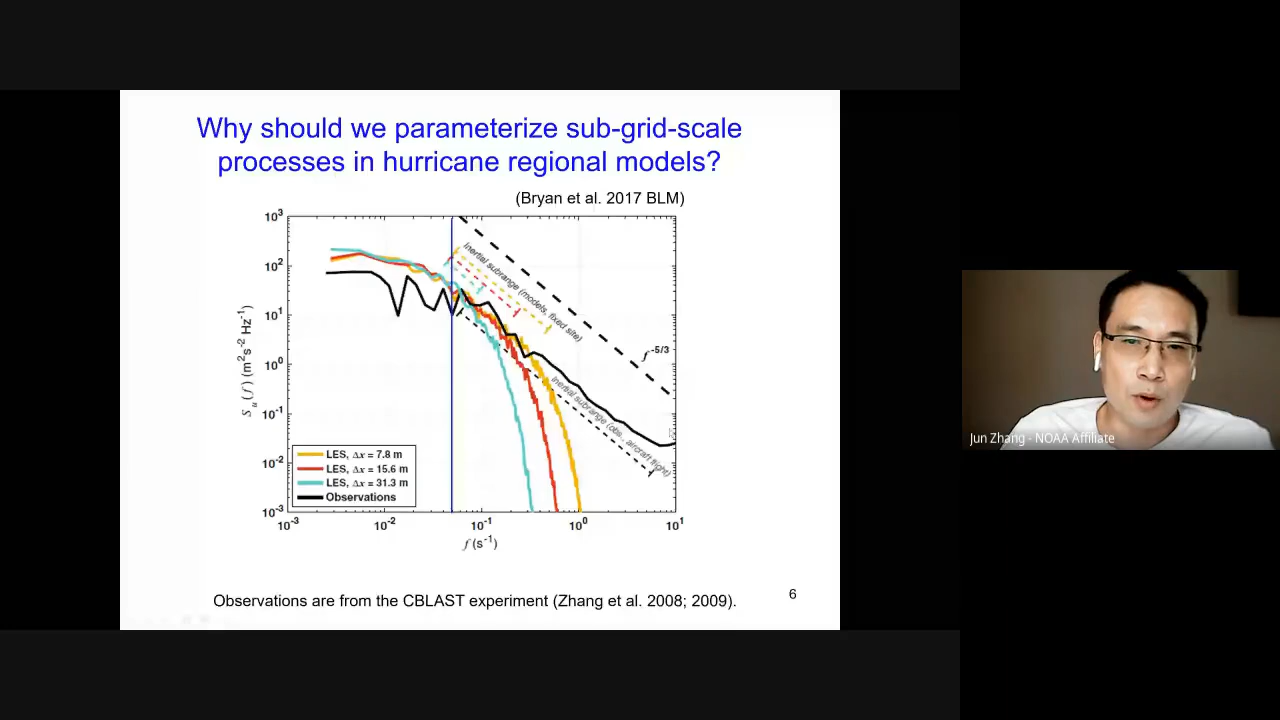 Why should we parameterize sub-grid-scale
processes in hurricane regional models?
(Bryan et al. 2017 BLM)
10³
10²
10¹
10⁰
10⁻¹
10⁻²
10⁻³
S_u(f) (m²s⁻²Hz⁻¹)
inertial subrange (models, fixed site)
f⁻⁵/³
inertial subrange (obs., aircraft flight)
LES, Δx = 7.8 m
LES, Δx = 15.6 m
LES, Δx = 31.3 m
Observations
10⁻³ 10⁻² 10⁻¹ 10⁰ 10¹
f(s⁻¹)
Observations are from the CBLAST experiment (Zhang et al. 2008; 2009).
6
Jun Zhang - NOAA Affiliate